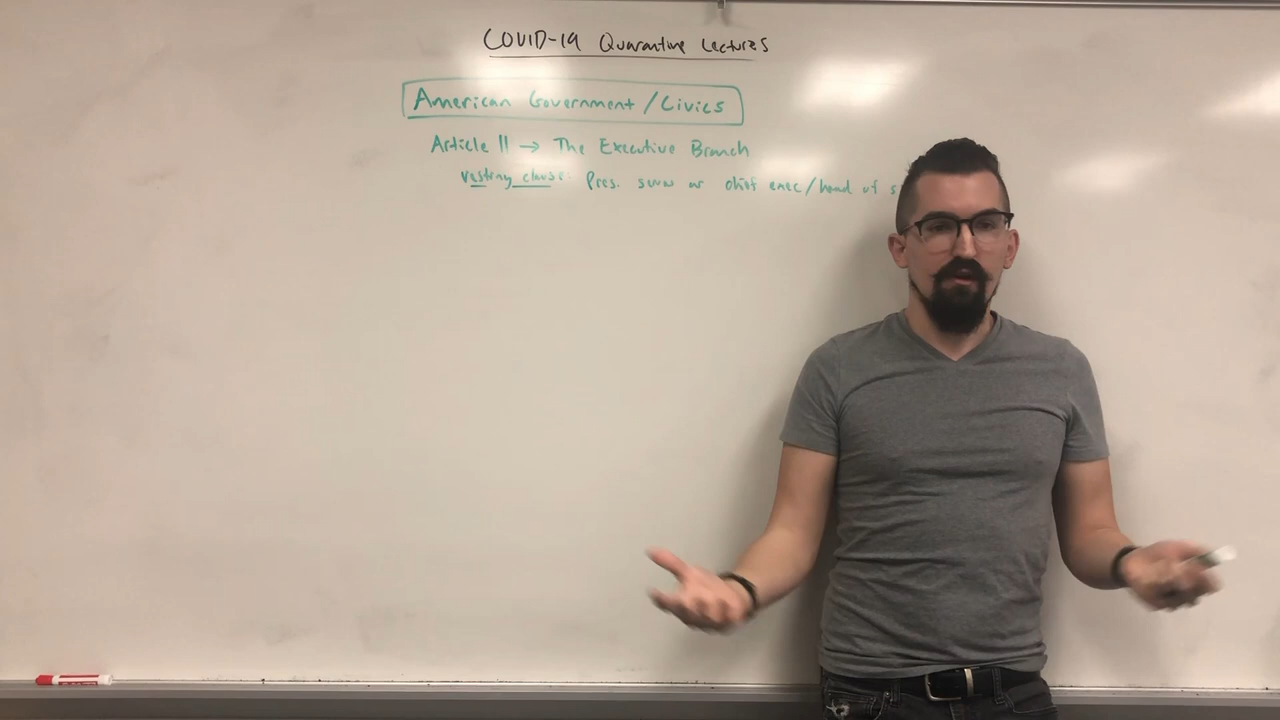 COVID-19 Quarantine Lectures
American Government/Civics
Article II → The Executive Branch
Vesting clause: Pres. serves as chief exec/head of s